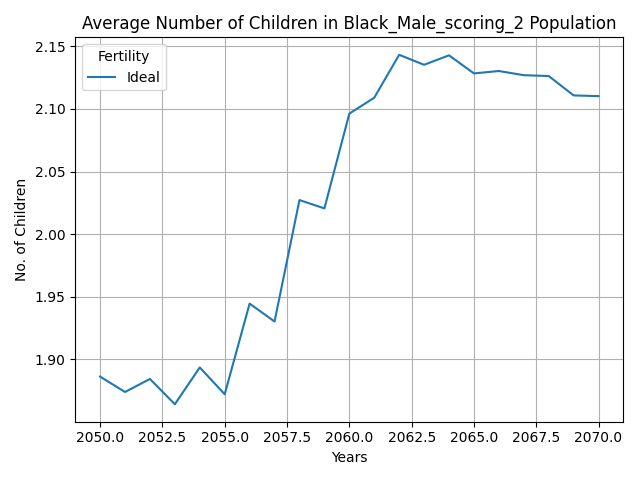 Average Number of Children in Black_Male_scoring_2 Population
Fertility
Ideal
No. of Children
2.15
2.10
2.05
2.00
1.95
1.90
2050.0 2052.5 2055.0 2057.5 2060.0 2062.5 2065.0 2067.5 2070.0
Years